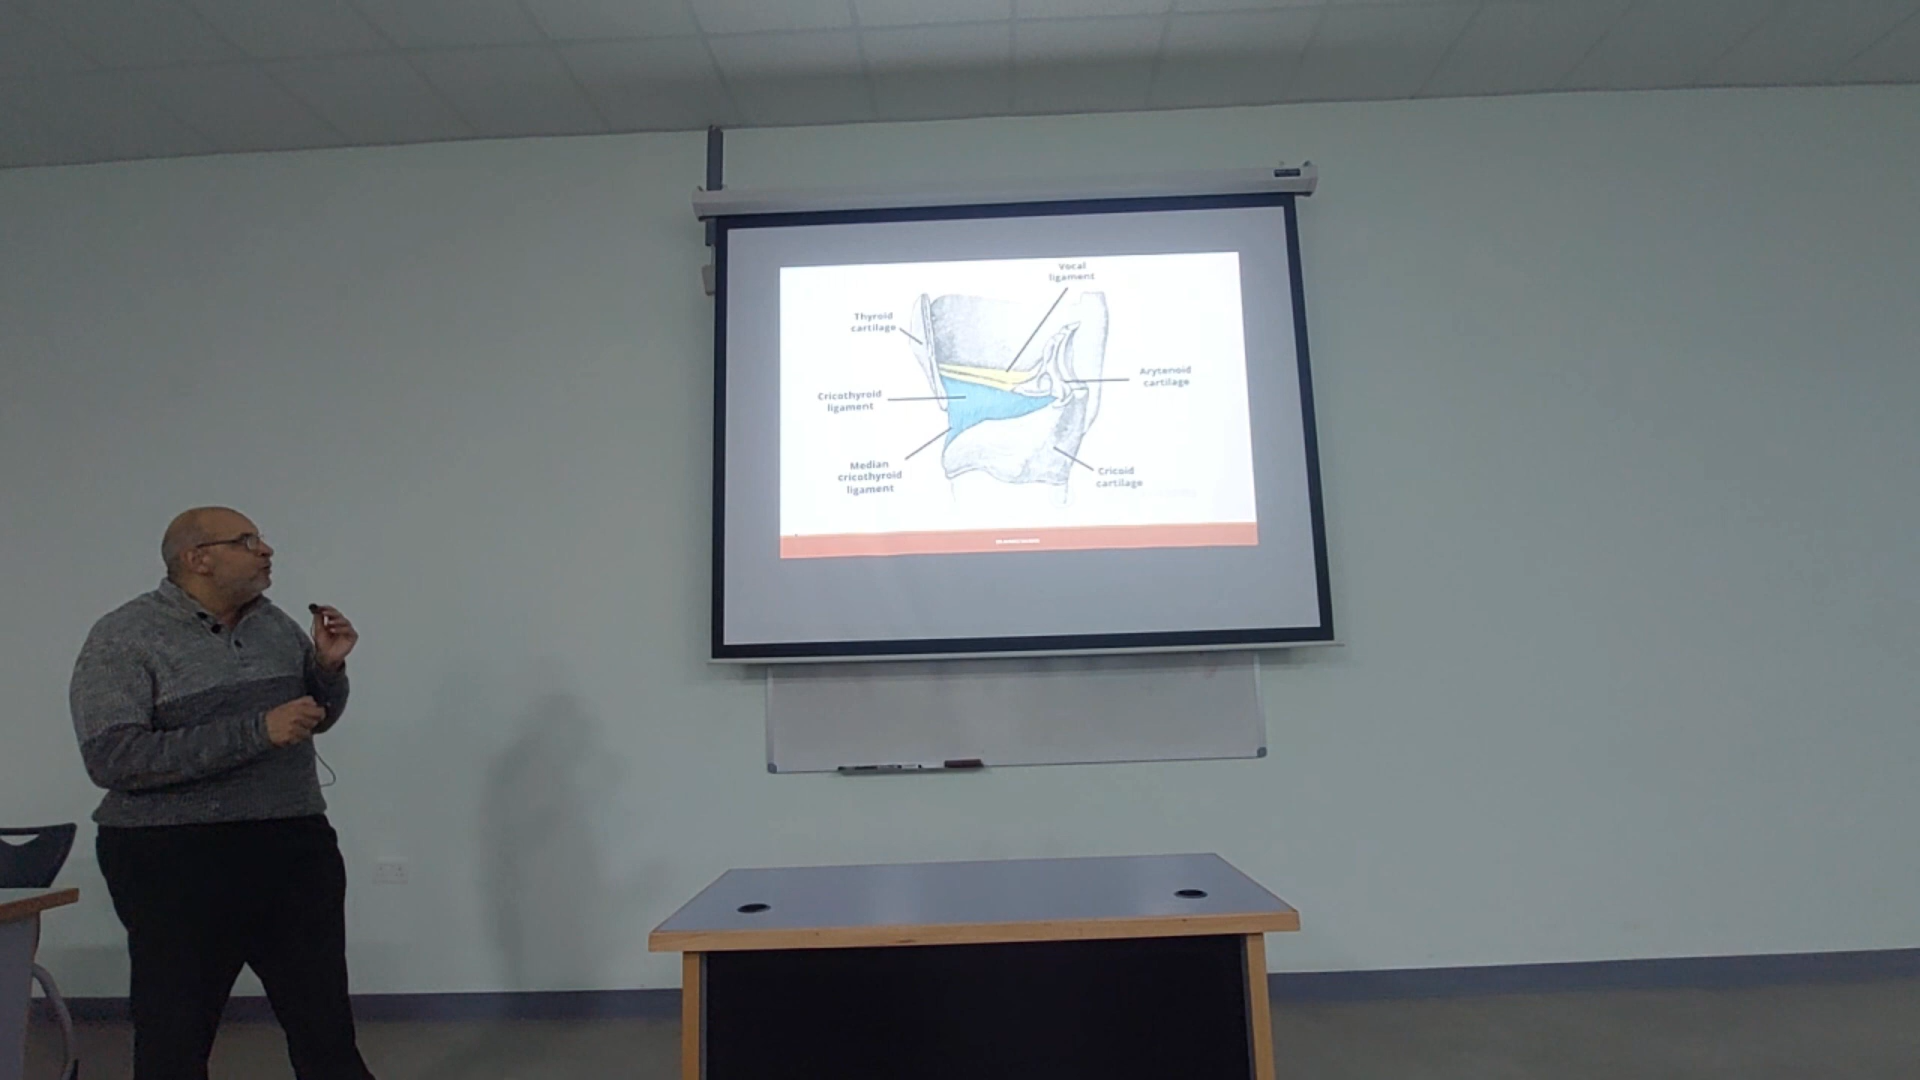 Vocal
ligament
Thyroid
cartilage
Arytenoid
cartilage
Cricothyroid
ligament
Median
cricothyroid
ligament
Cricoid
cartilage